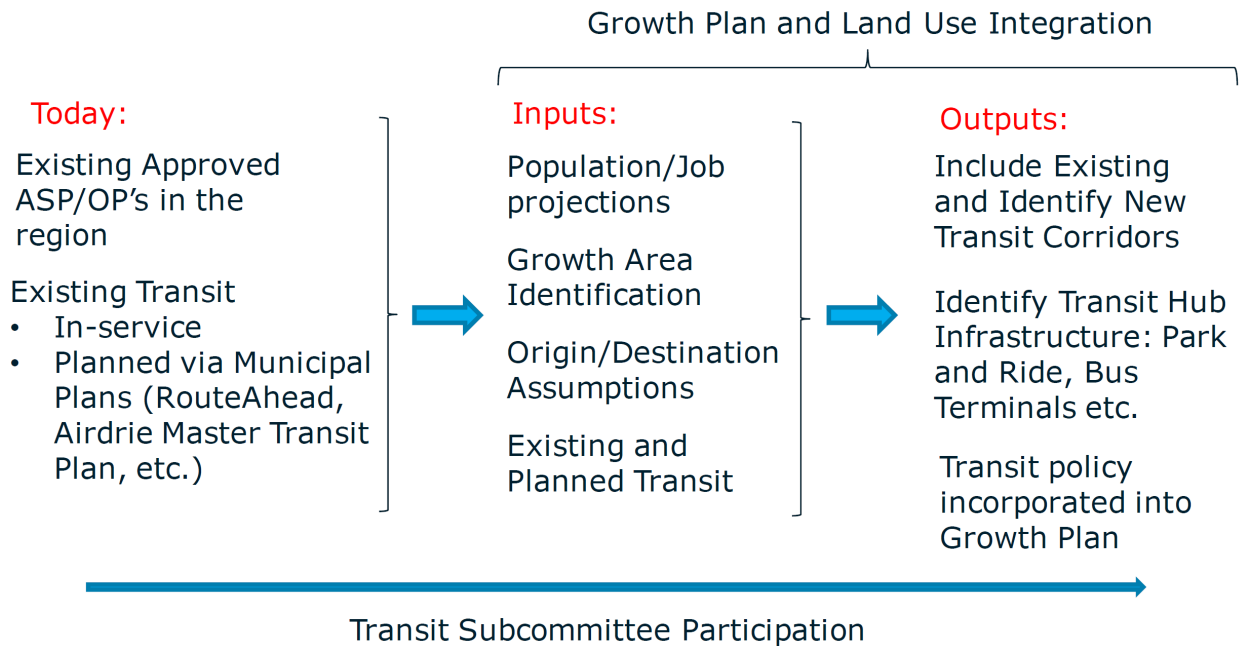 Growth Plan and Land Use Integration
Today:
Existing Approved
ASP/OP’s in the
region
Existing Transit
• In-service
• Planned via Municipal
Plans (RouteAhead,
Airdrie Master Transit
Plan, etc.)
Inputs:
Population/Job
projections
Growth Area
Identification
Origin/Destination
Assumptions
Existing and
Planned Transit
Outputs:
Include Existing
and Identify New
Transit Corridors
Identify Transit Hub
Infrastructure: Park
and Ride, Bus
Terminals etc.
Transit policy
incorporated into
Growth Plan
Transit Subcommittee Participation